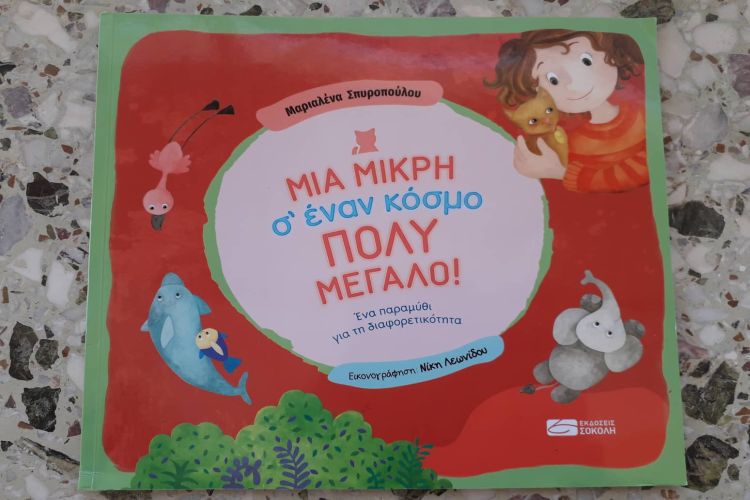 Μαριαλένα Σπυροπούλου
ΜΙΑ ΜΙΚΡΗ
σ' έναν κόσμο
ΠΟΛΥ
ΜΕΓΑΛΟ!
Ένα παραμύθι
για τη διαφορετικότητα
Εικονογράφηση: Νίκη Λεωνίδου
ΕΚΔΟΣΕΙΣ
ΣΟΚΟΛΗ